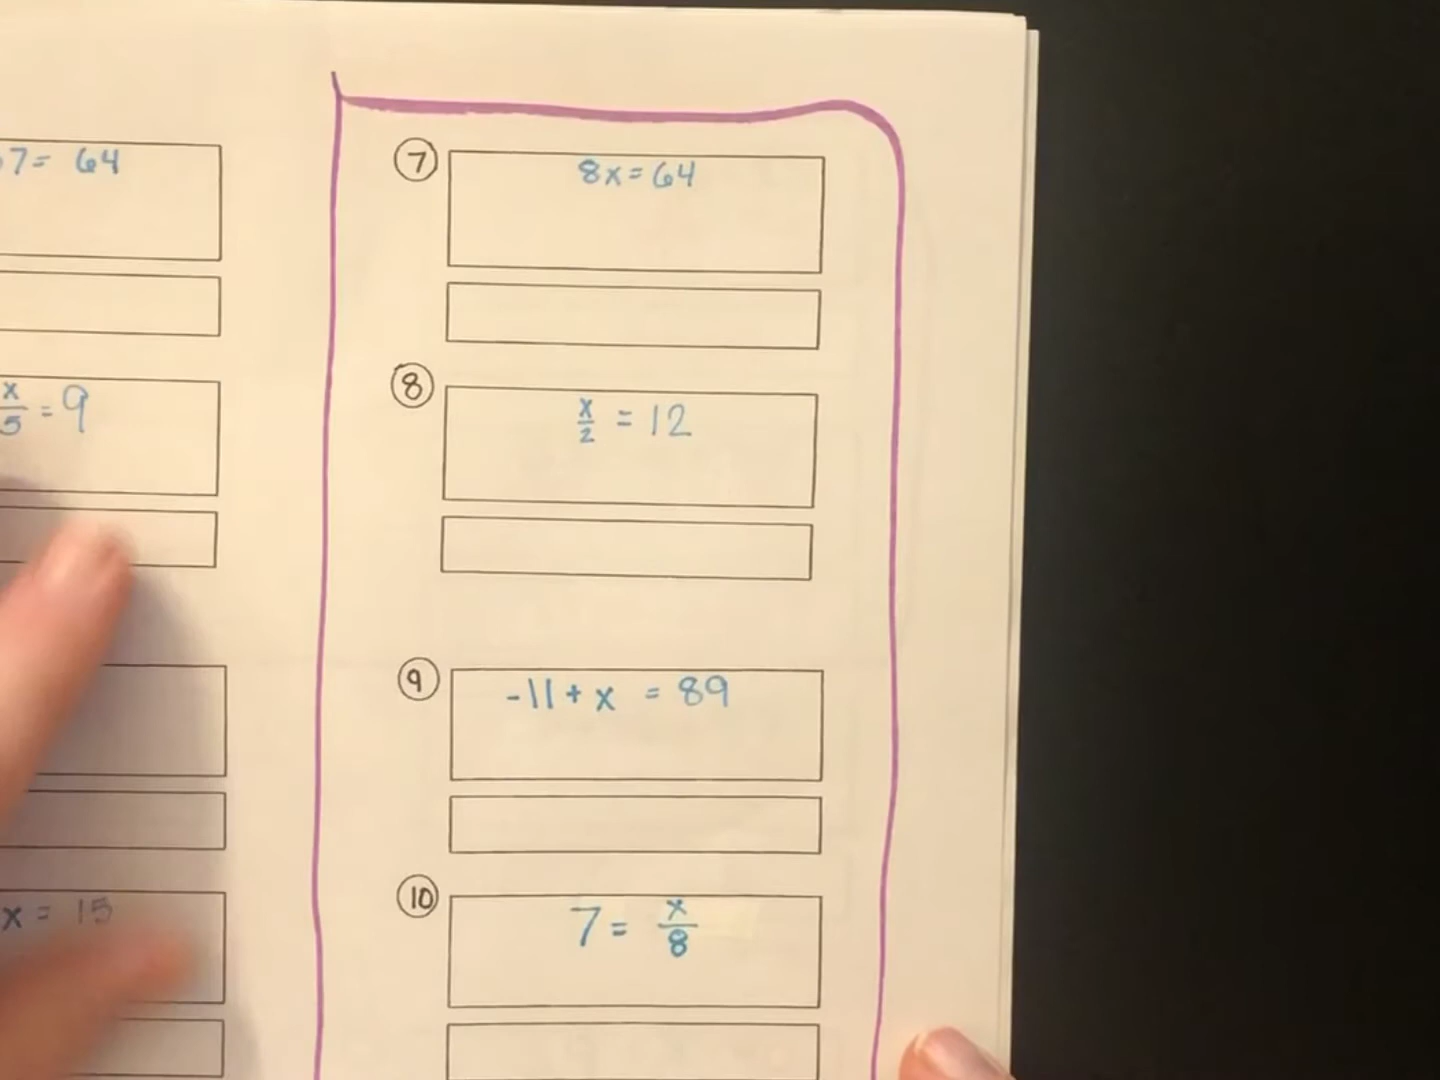 7 = 64
x/5 = 9
x = 15
7
8x = 64
8
x/2 = 12
9
-11 + x = 89
10
7 = x/8